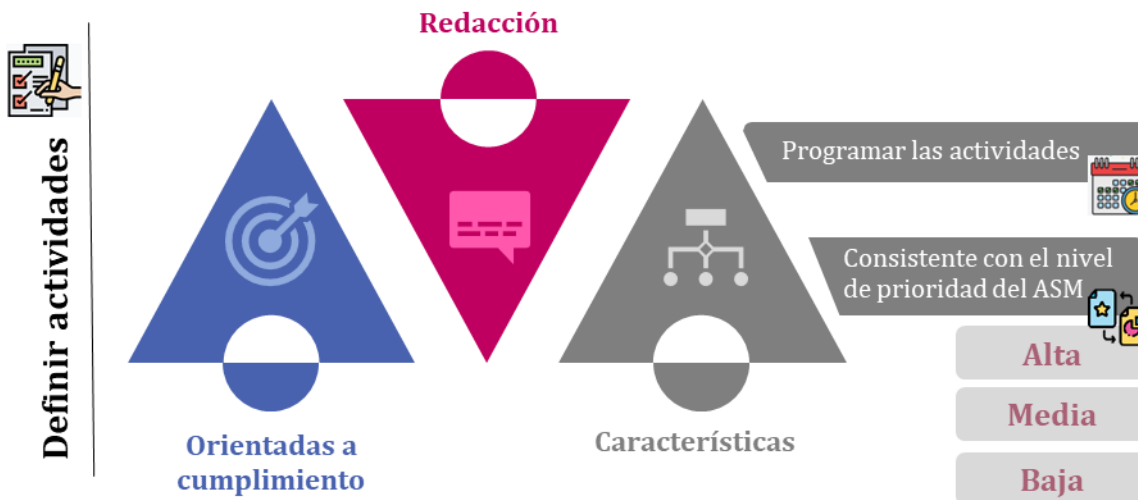 Definir actividades
Redacción
Orientadas a
cumplimiento
Características
Programar las actividades
Consistente con el nivel
de prioridad del ASM
Alta
Media
Baja